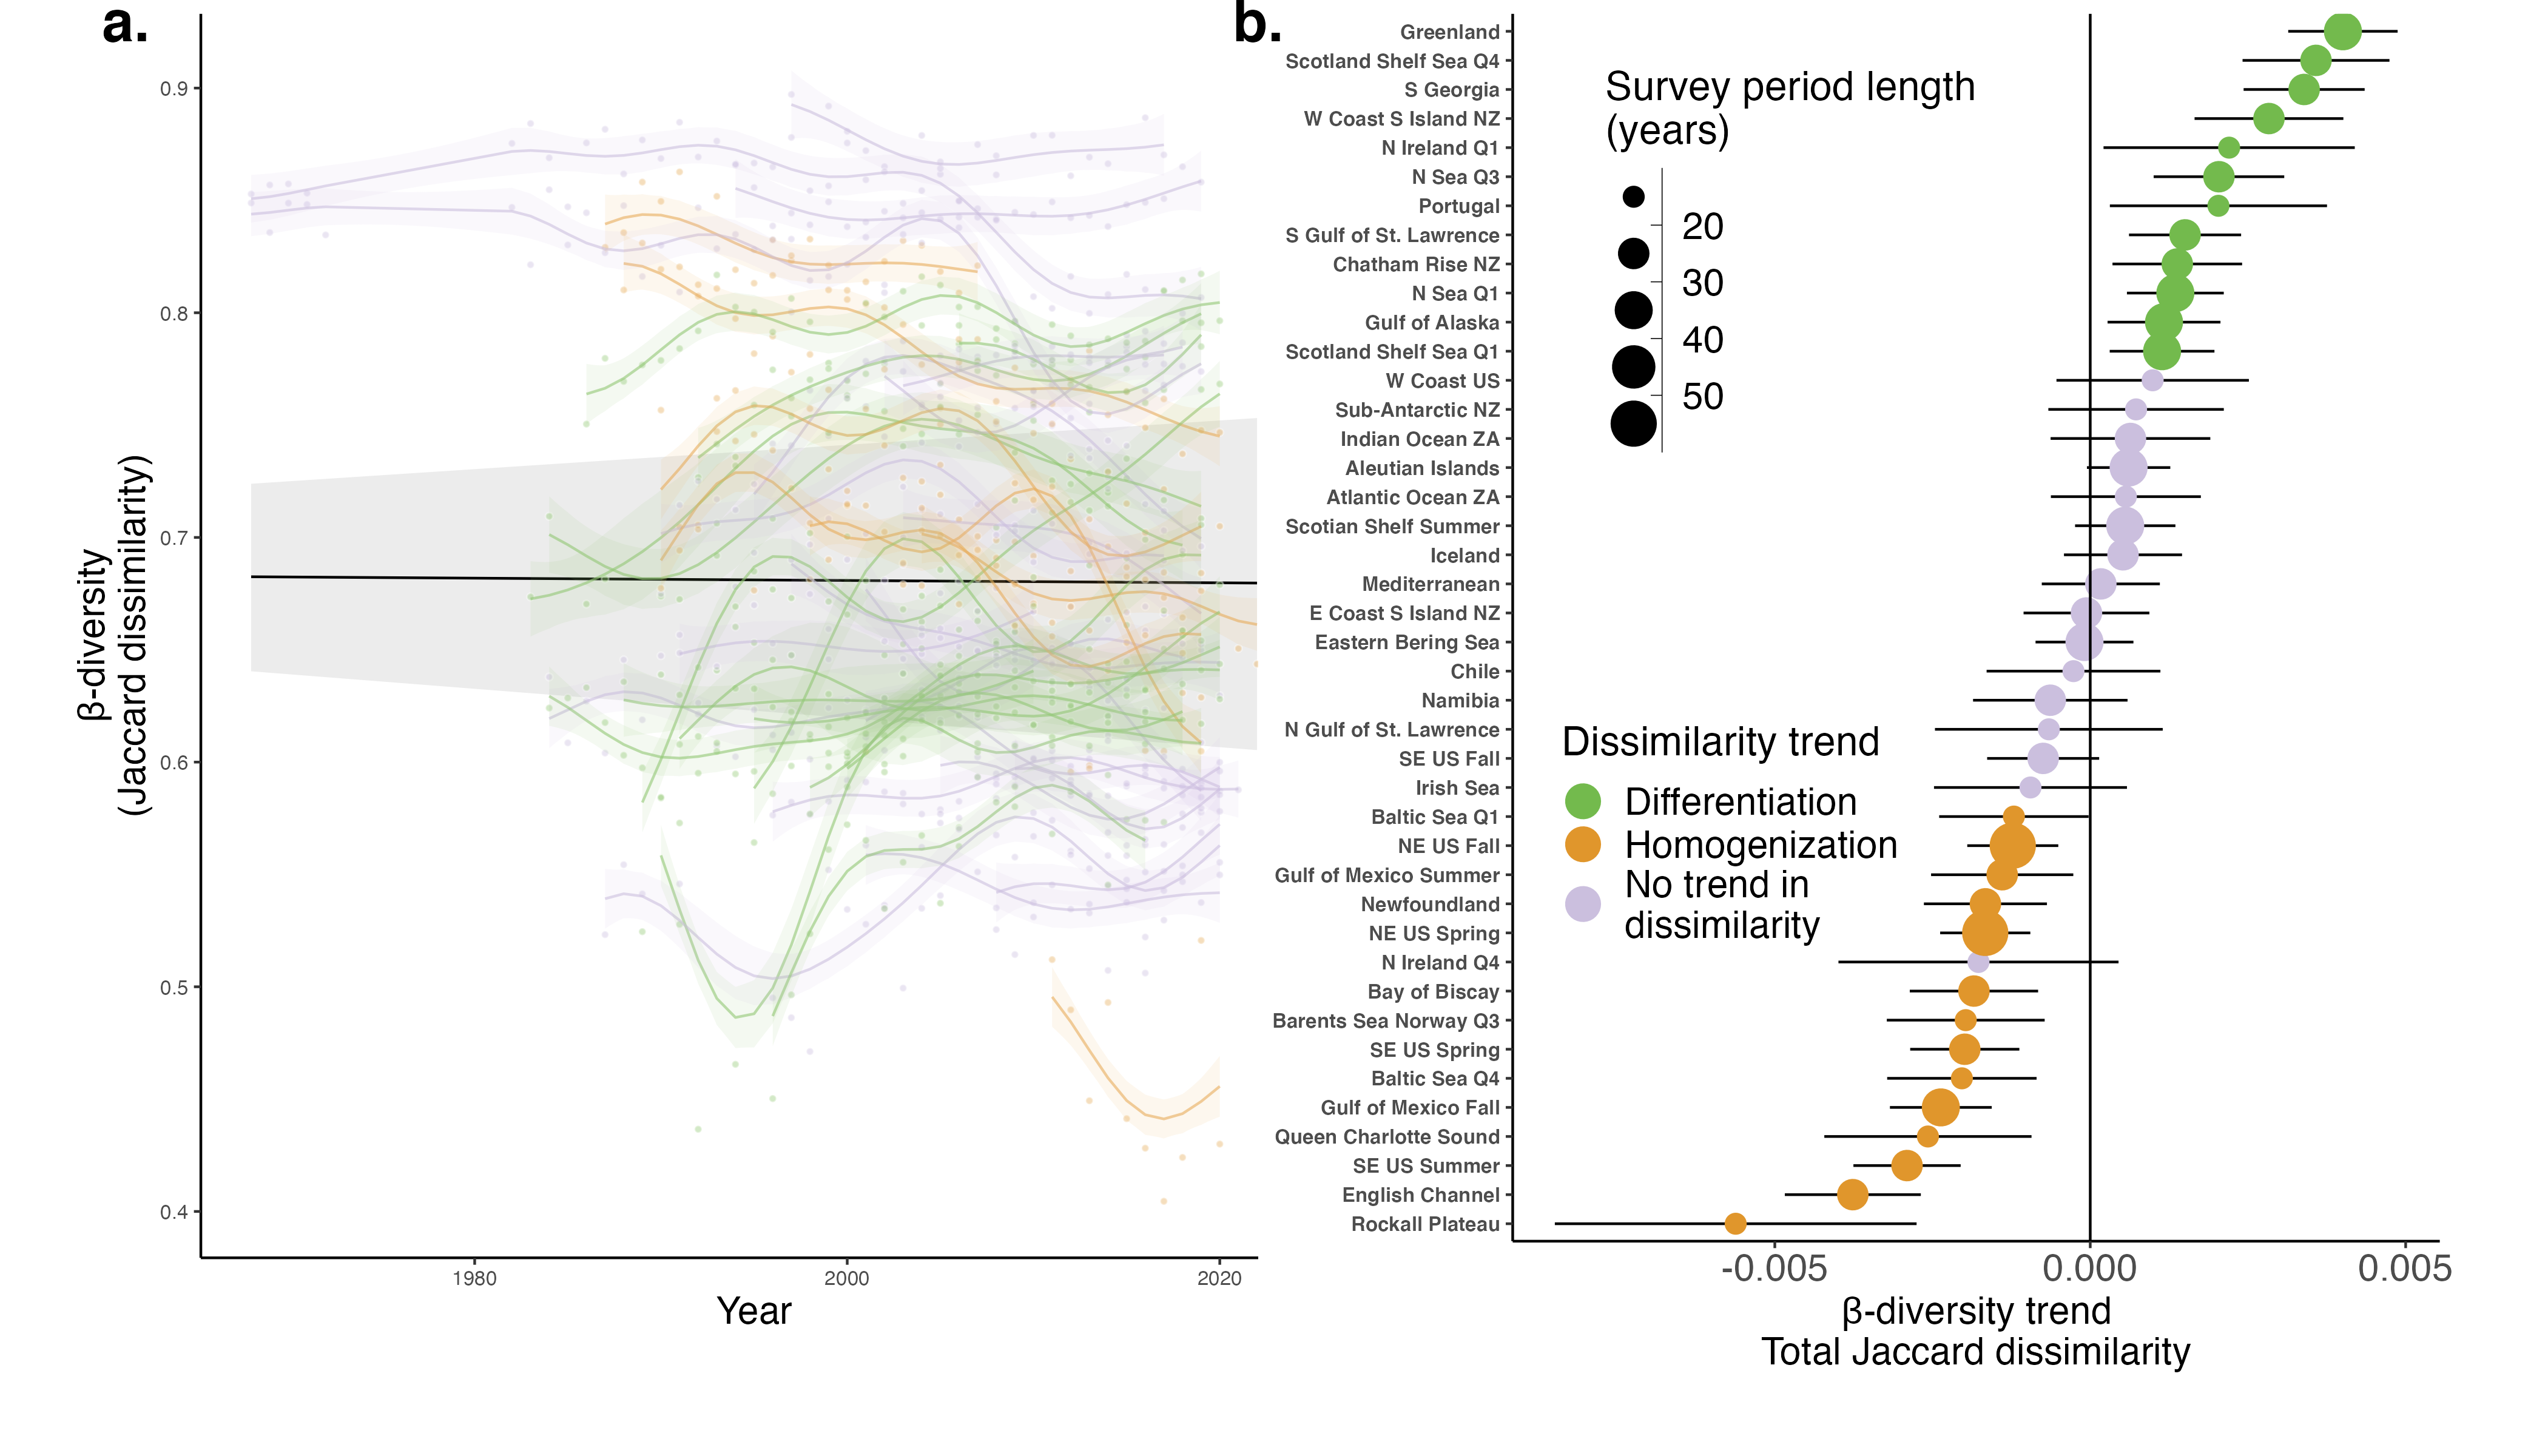 a.
0.9
0.8
0.7
0.6
0.5
0.4
β-diversity
(Jaccard dissimilarity)
1980
2000
2020
Year
b.
Greenland
Scotland Shelf Sea Q4
S Georgia
W Coast S Island NZ
N Ireland Q1
N Sea Q3
Portugal
S Gulf of St. Lawrence
Chatham Rise NZ
N Sea Q1
Gulf of Alaska
Scotland Shelf Sea Q1
W Coast US
Sub-Antarctic NZ
Indian Ocean ZA
Aleutian Islands
Atlantic Ocean ZA
Scotian Shelf Summer
Iceland
Mediterranean
E Coast S Island NZ
Eastern Bering Sea
Chile
Namibia
N Gulf of St. Lawrence
SE US Fall
Irish Sea
Baltic Sea Q1
NE US Fall
Gulf of Mexico Summer
Newfoundland
NE US Spring
N Ireland Q4
Bay of Biscay
Barents Sea Norway Q3
SE US Spring
Baltic Sea Q4
Gulf of Mexico Fall
Queen Charlotte Sound
SE US Summer
English Channel
Rockall Plateau
Survey period length
(years)
20
30
40
50
Dissimilarity trend
Differentiation
Homogenization
No trend in
dissimilarity
-0.005
0.000
0.005
β-diversity trend
Total Jaccard dissimilarity